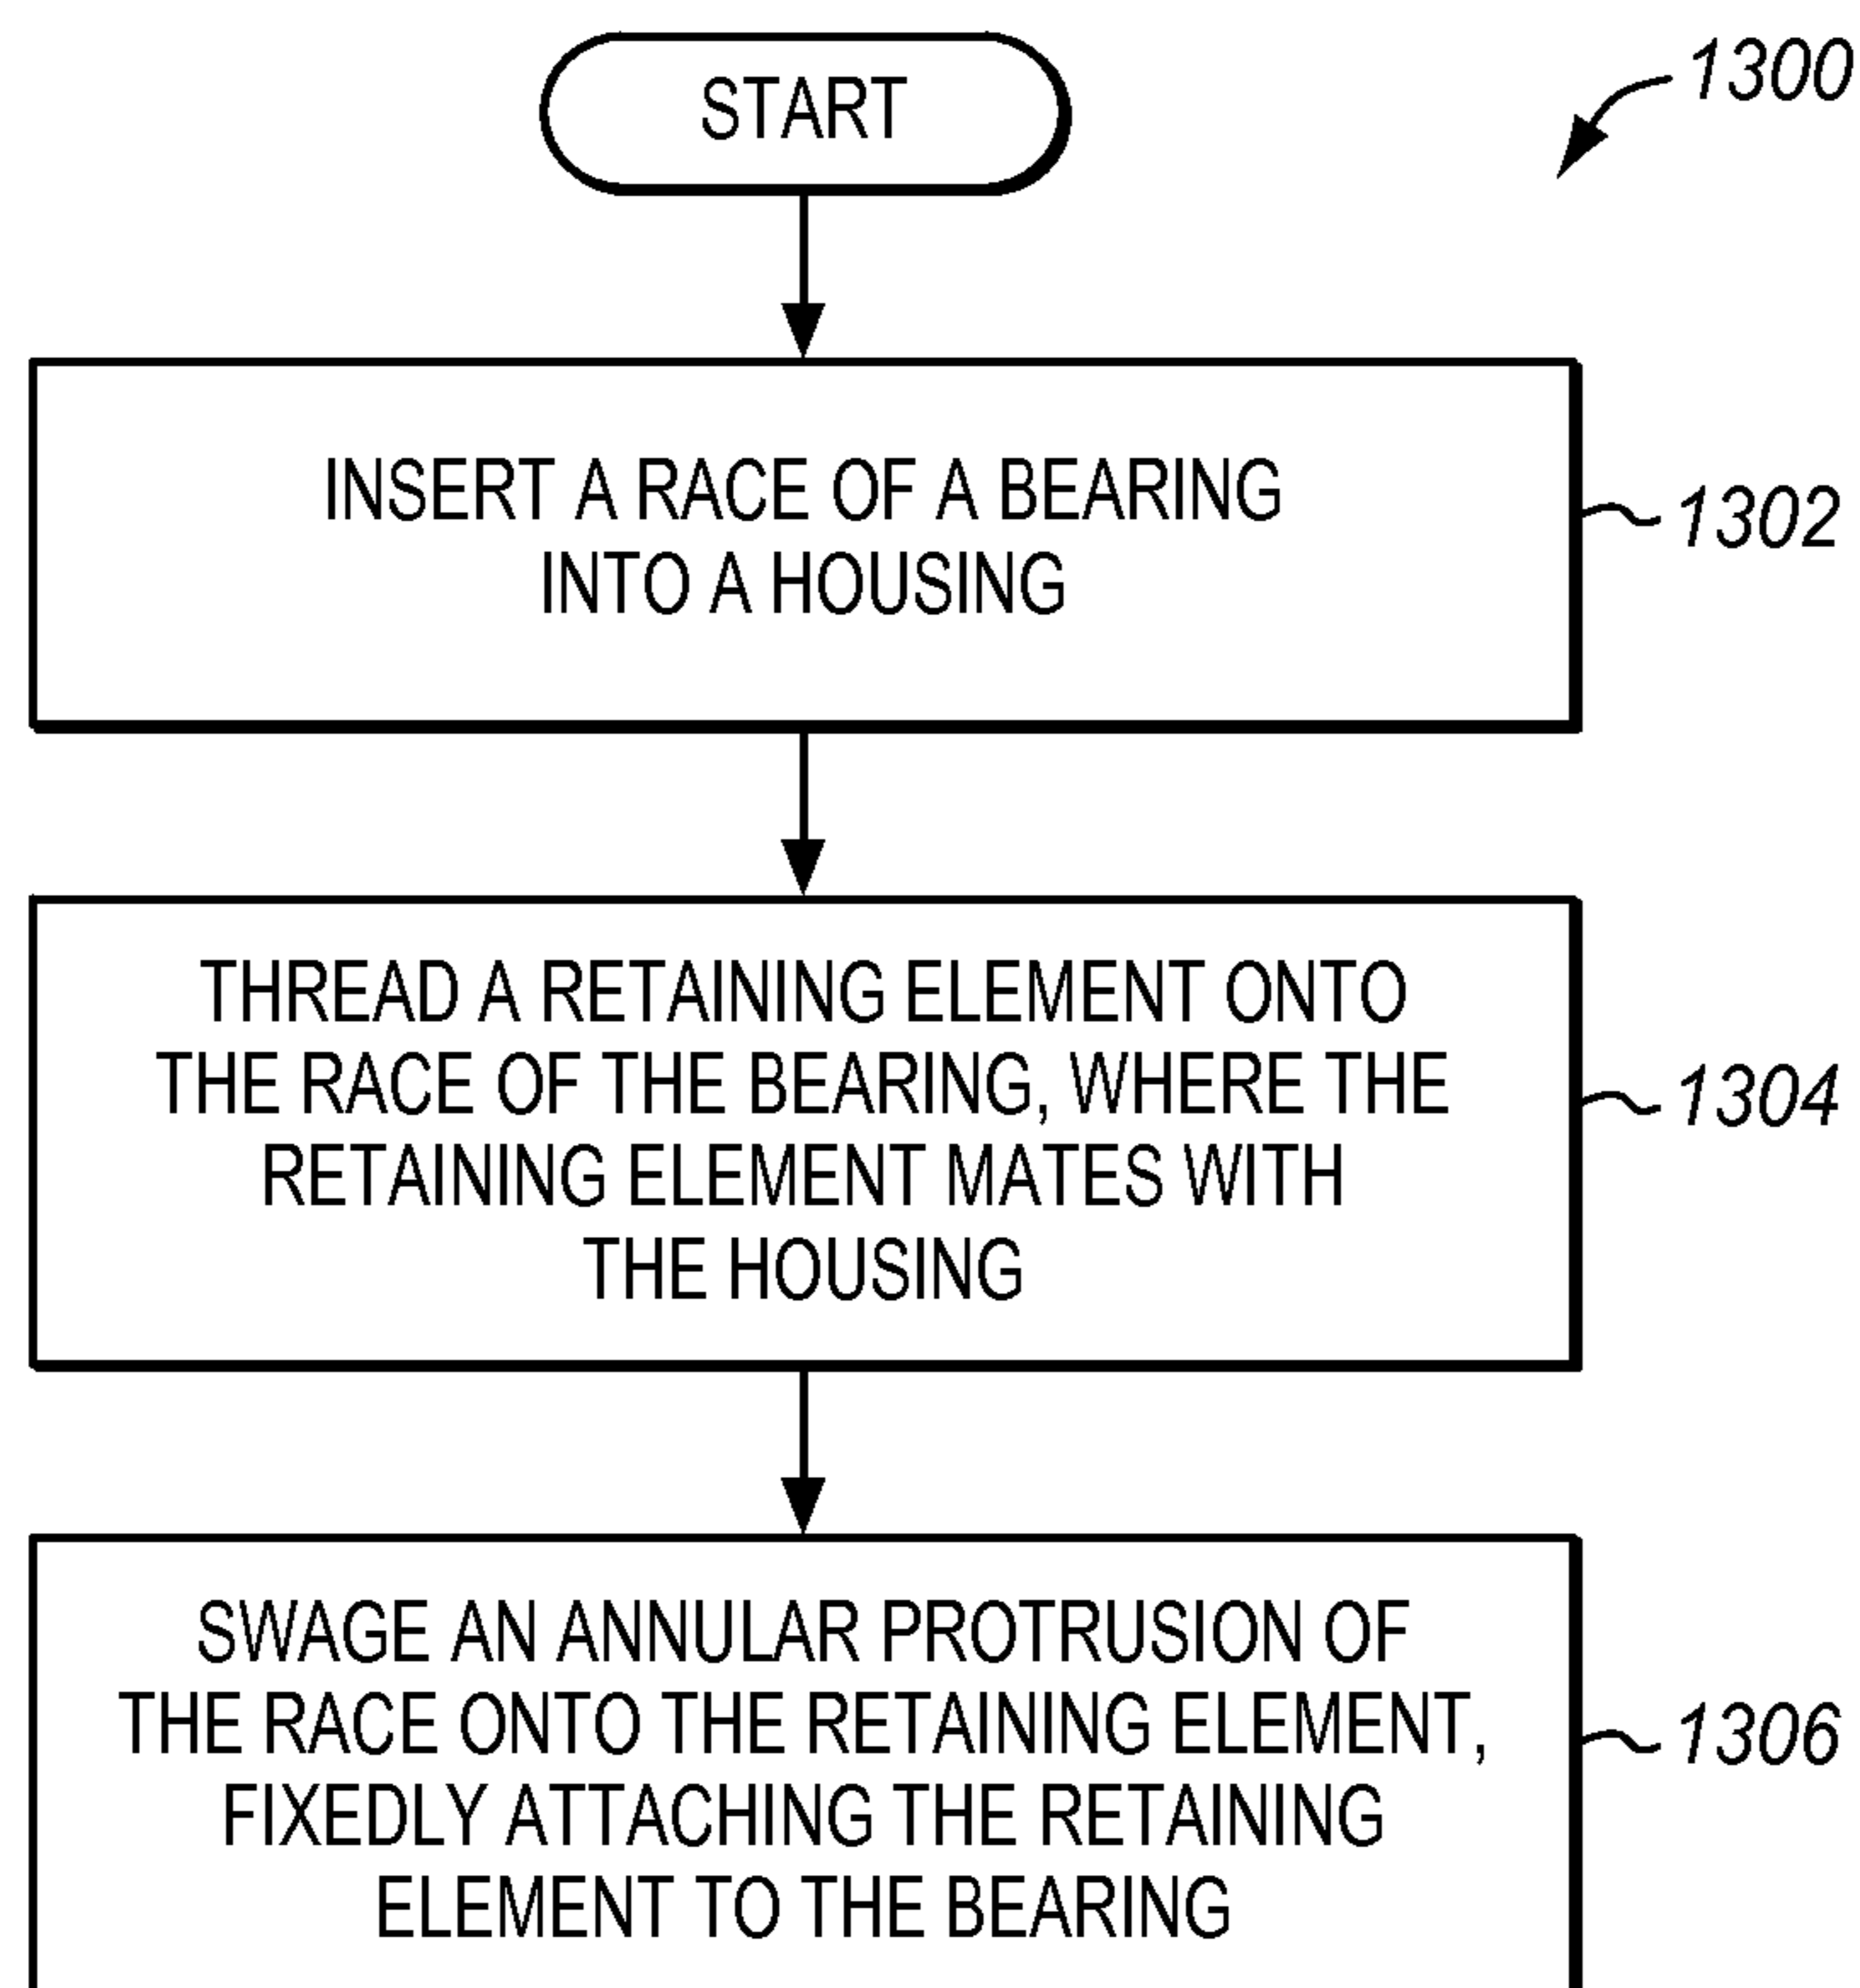 START
1300
INSERT A RACE OF A BEARING
INTO A HOUSING
1302
THREAD A RETAINING ELEMENT ONTO
THE RACE OF THE BEARING, WHERE THE
RETAINING ELEMENT MATES WITH
THE HOUSING
1304
SWAGE AN ANNULAR PROTRUSION OF
THE RACE ONTO THE RETAINING ELEMENT,
FIXEDLY ATTACHING THE RETAINING
ELEMENT TO THE BEARING
1306